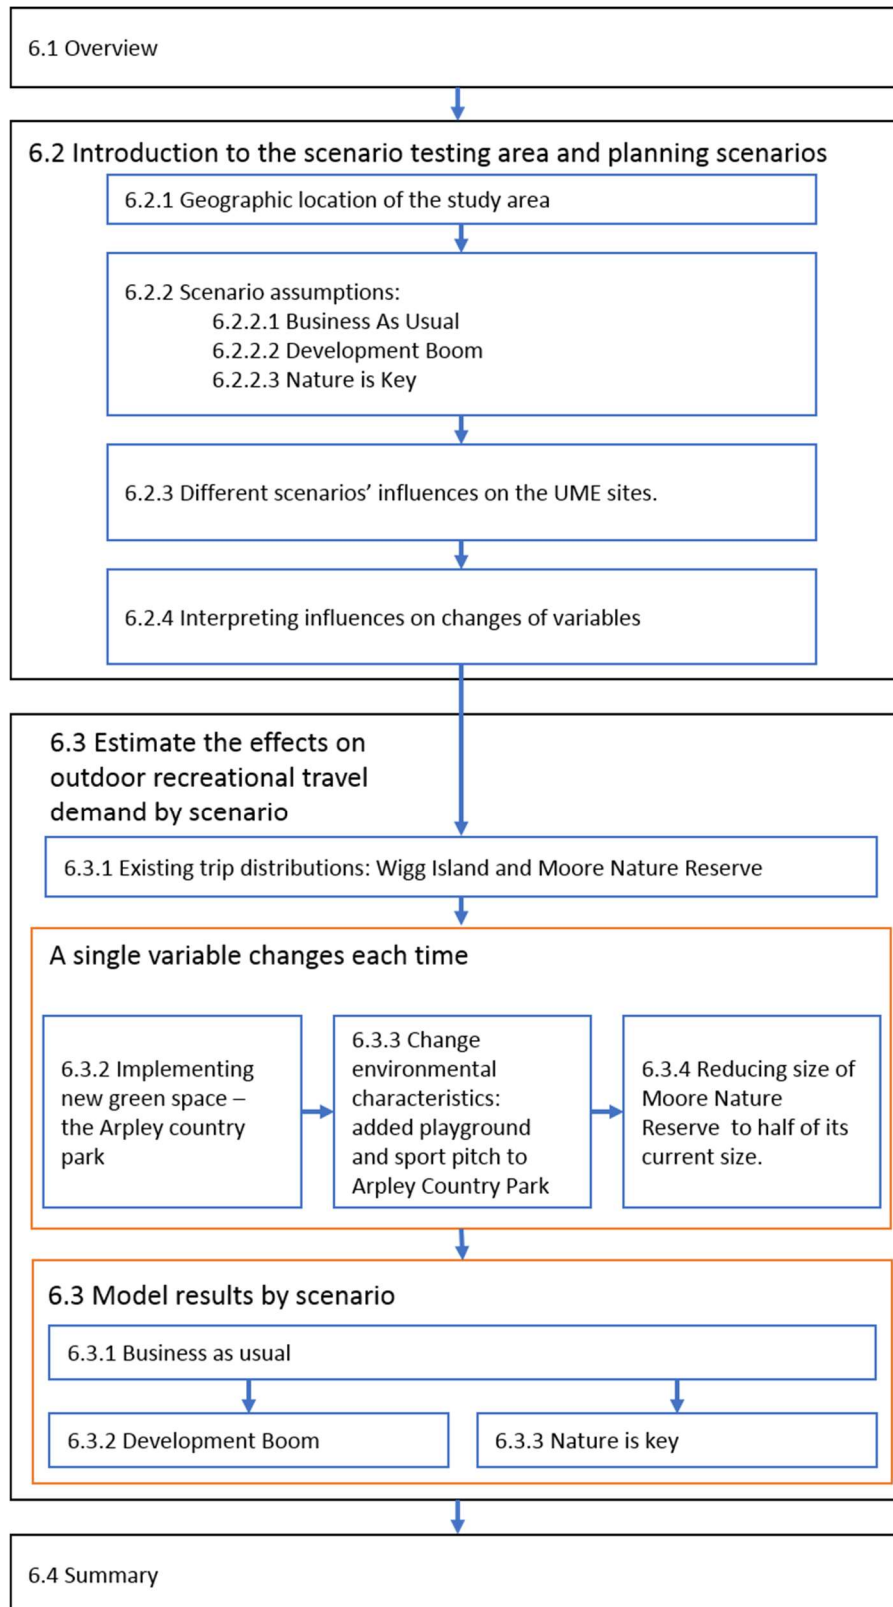 6.1 Overview
6.2 Introduction to the scenario testing area and planning scenarios
6.2.1 Geographic location of the study area
6.2.2 Scenario assumptions:
6.2.2.1 Business As Usual
6.2.2.2 Development Boom
6.2.2.3 Nature is Key
6.2.3 Different scenarios’ influences on the UME sites.
6.2.4 Interpreting influences on changes of variables
6.3 Estimate the effects on
outdoor recreational travel
demand by scenario
6.3.1 Existing trip distributions: Wigg Island and Moore Nature Reserve
A single variable changes each time
6.3.2 Implementing
new green space –
the Arpley country
park
6.3.3 Change
environmental
characteristics:
added playground
and sport pitch to
Arpley Country Park
6.3.4 Reducing size of
Moore Nature
Reserve to half of its
current size.
6.3 Model results by scenario
6.3.1 Business as usual
6.3.2 Development Boom
6.3.3 Nature is key
6.4 Summary